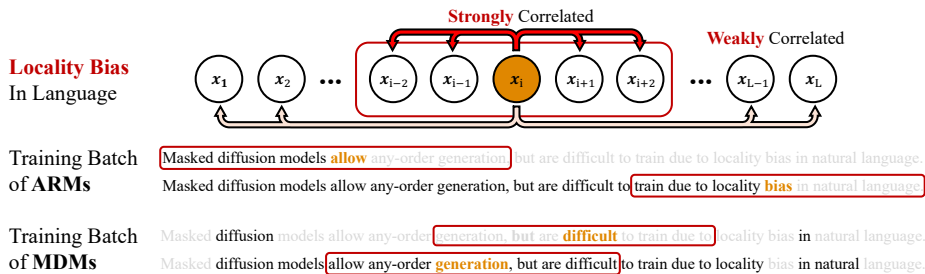 Strongly Correlated
Weakly Correlated
Locality Bias
In Language
x₁ x₂ ... xᵢ₋₂ xᵢ₋₁ xᵢ xᵢ₊₁ xᵢ₊₂ ... x_L₋₁ x_L
Training Batch
of ARMs
Masked diffusion models allow any-order generation, but are difficult to train due to locality bias in natural language.
Masked diffusion models allow any-order generation, but are difficult to train due to locality bias in natural language.
Training Batch
of MDMs
Masked diffusion models allow any-order generation, but are difficult to train due to locality bias in natural language.
Masked diffusion models allow any-order generation, but are difficult to train due to locality bias in natural language.